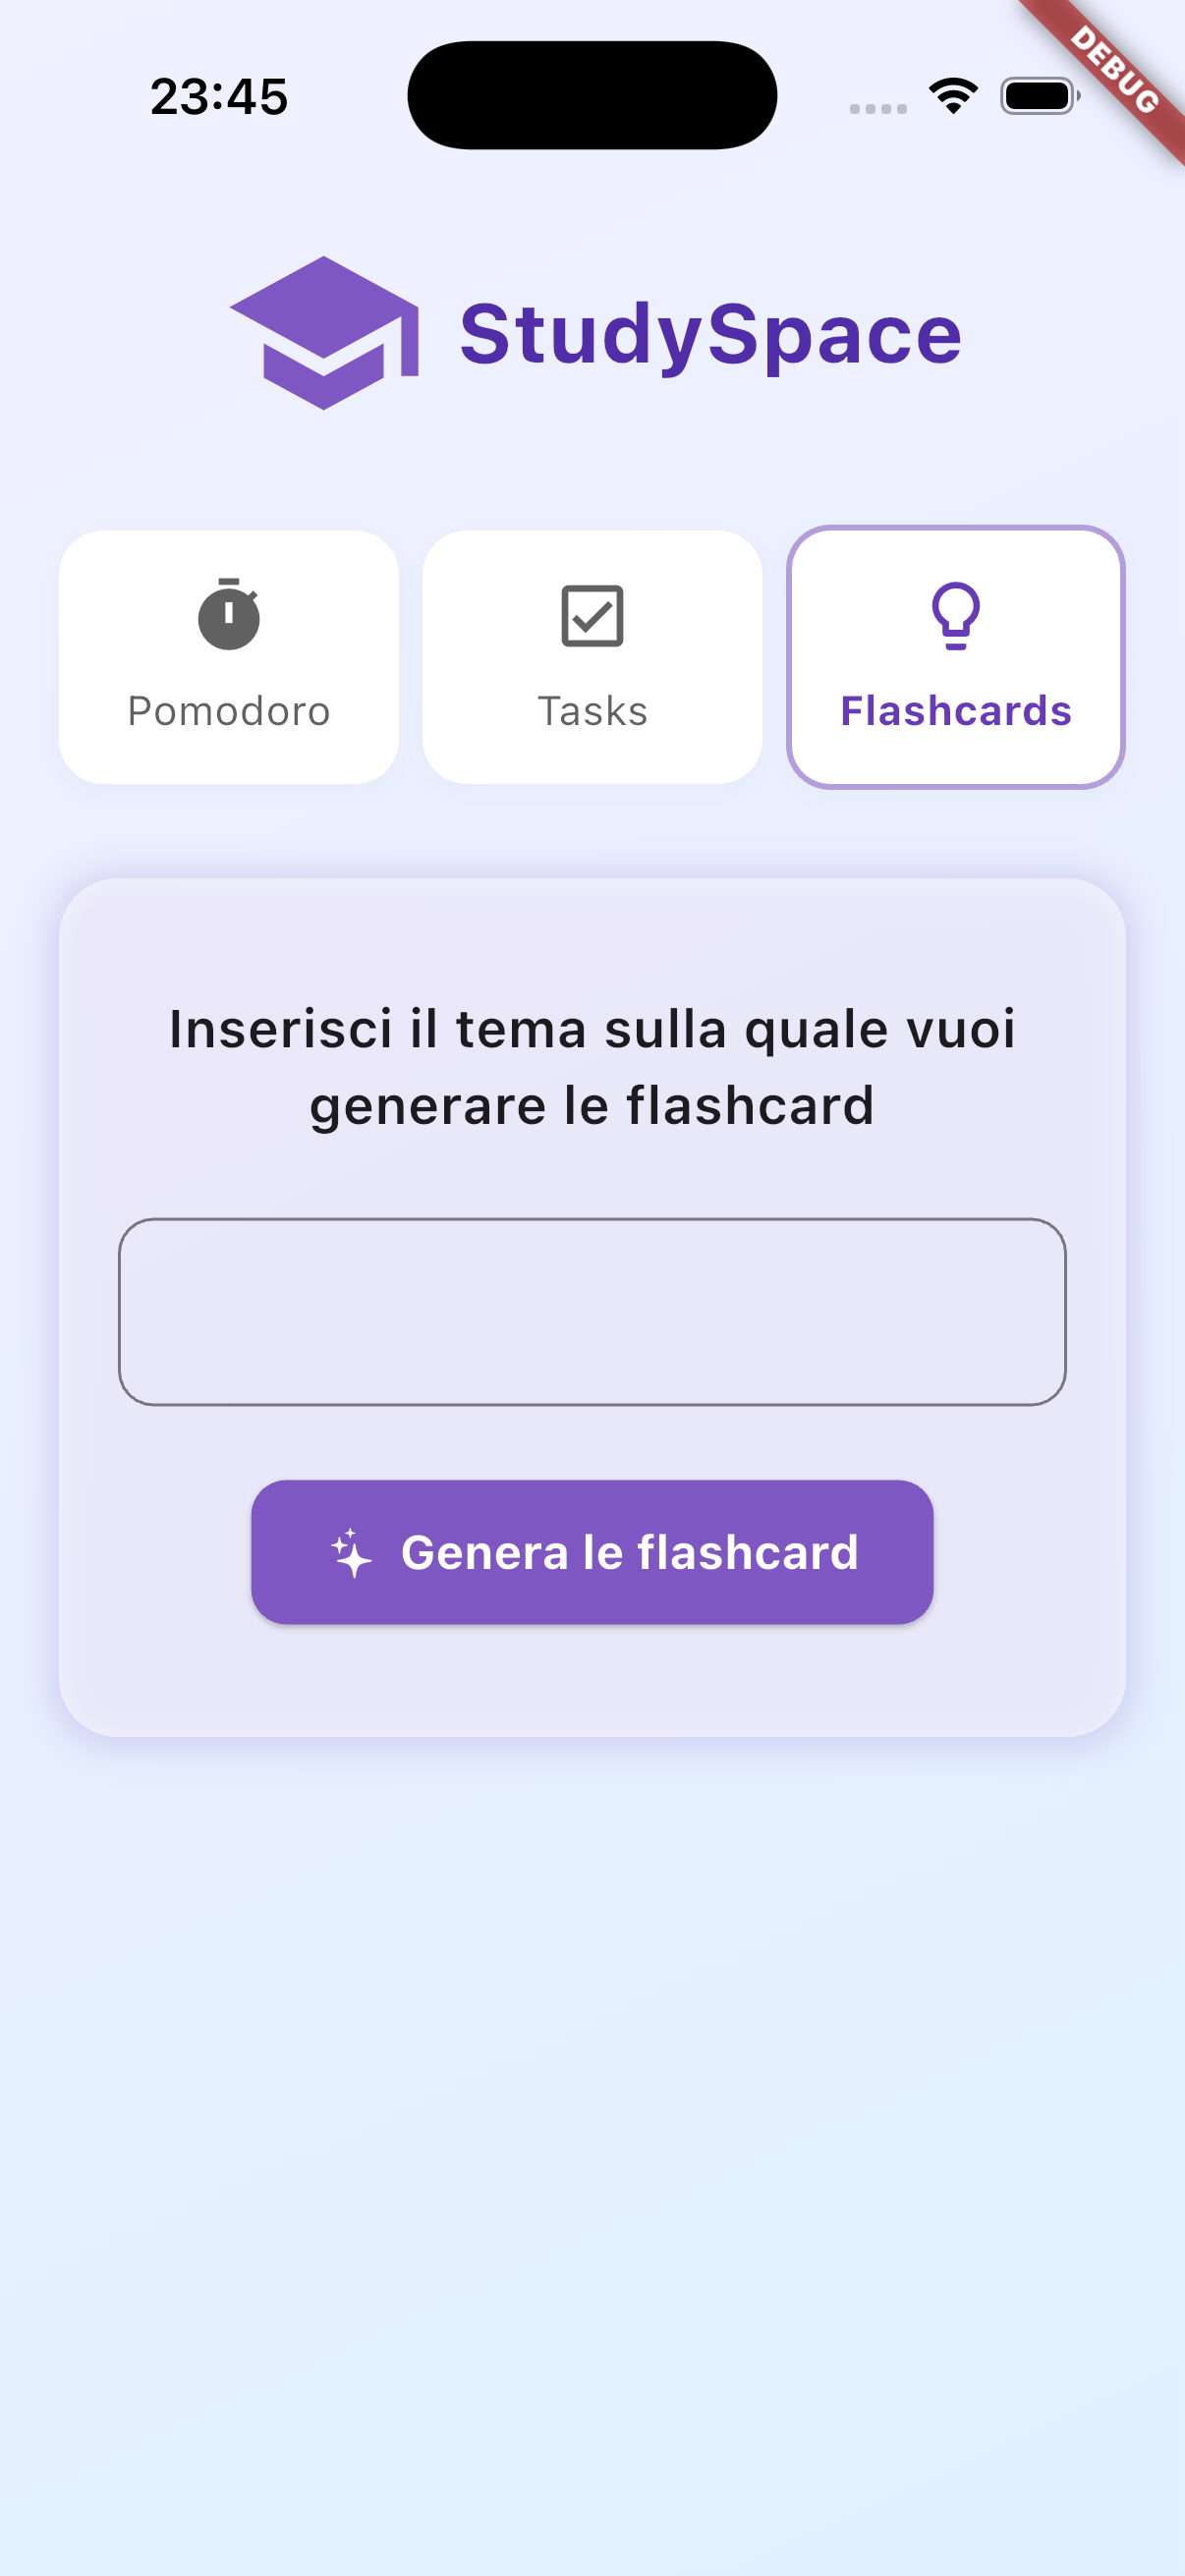 23:45
DEBUG
StudySpace
Pomodoro
Tasks
Flashcards
Inserisci il tema sulla quale vuoi
generare le flashcard
Genera le flashcard